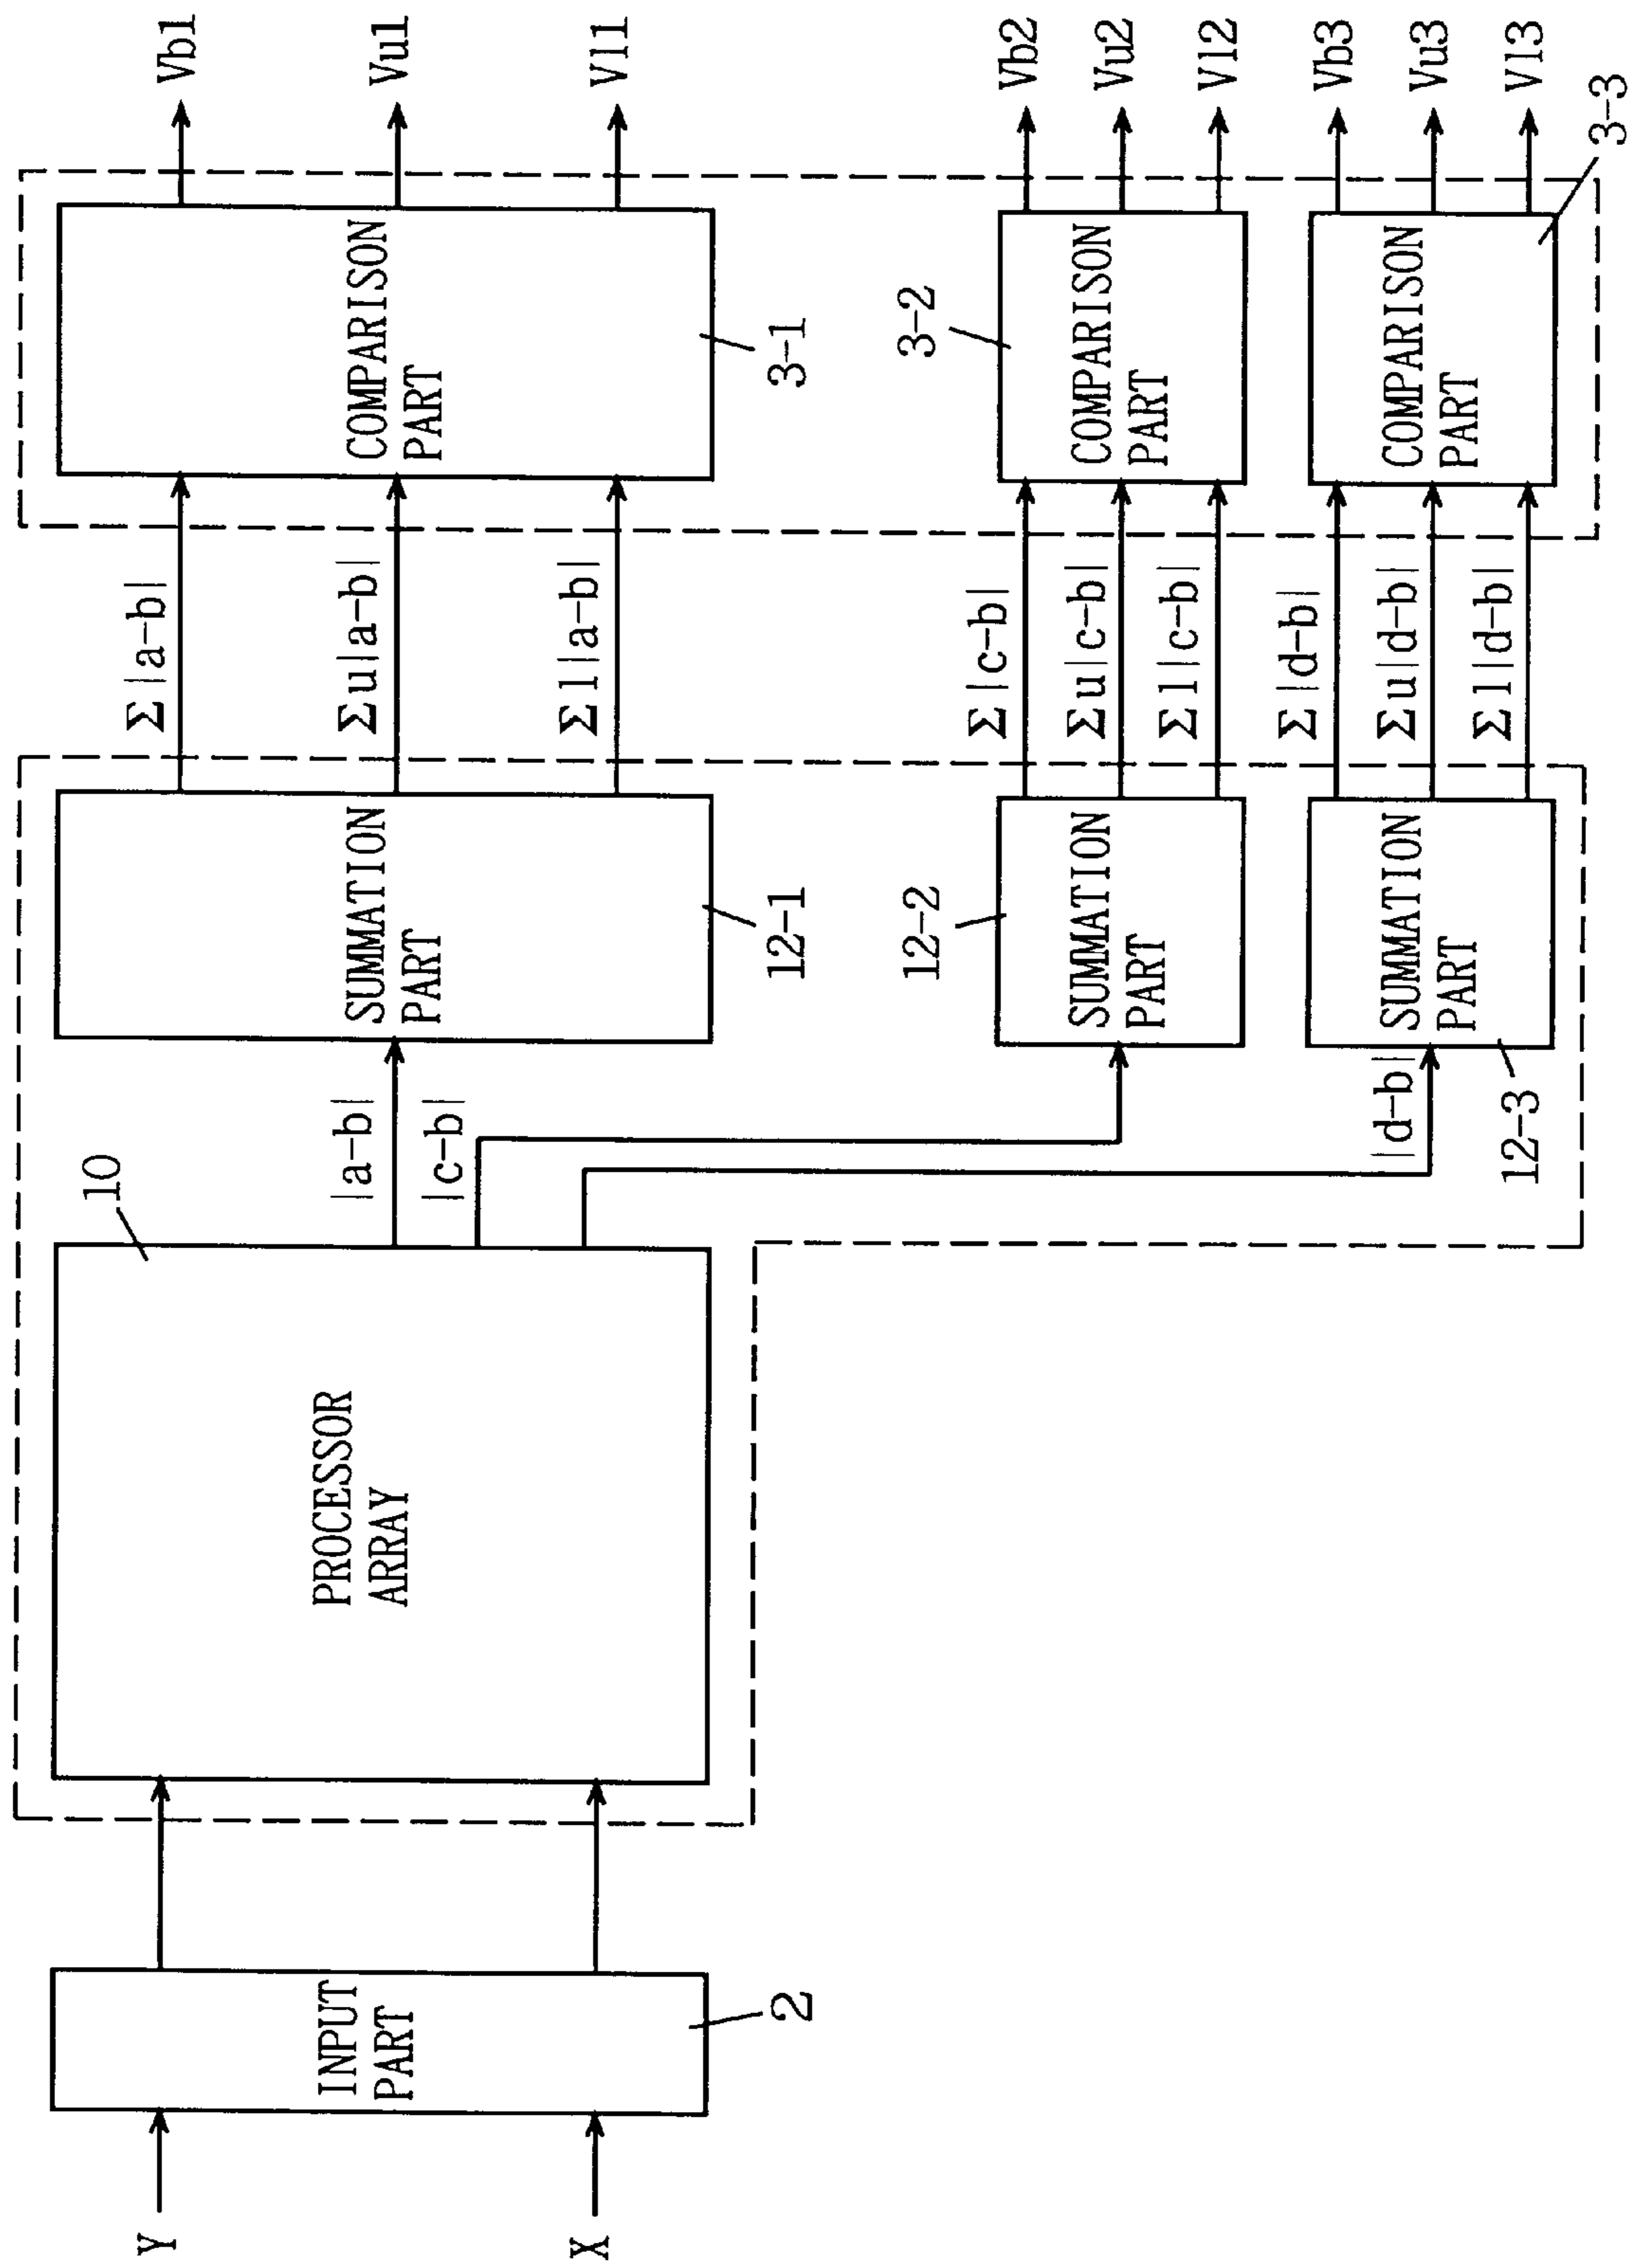 Y
X
INPUT
PART
2
PROCESSOR
ARRAY
10
|a-b|
|c-b|
|d-b|
SUMMATION
PART
12-1
SUMMATION
PART
12-2
SUMMATION
PART
12-3
Σ|a-b|
Σu|a-b|
Σl|a-b|
Σ|c-b|
Σu|c-b|
Σl|c-b|
Σ|d-b|
Σu|d-b|
Σl|d-b|
COMPARISON
PART
3-1
COMPARISON
PART
3-2
COMPARISON
PART
3-3
Vb1
Vu1
Vl1
Vb2
Vu2
Vl2
Vb3
Vu3
Vl3